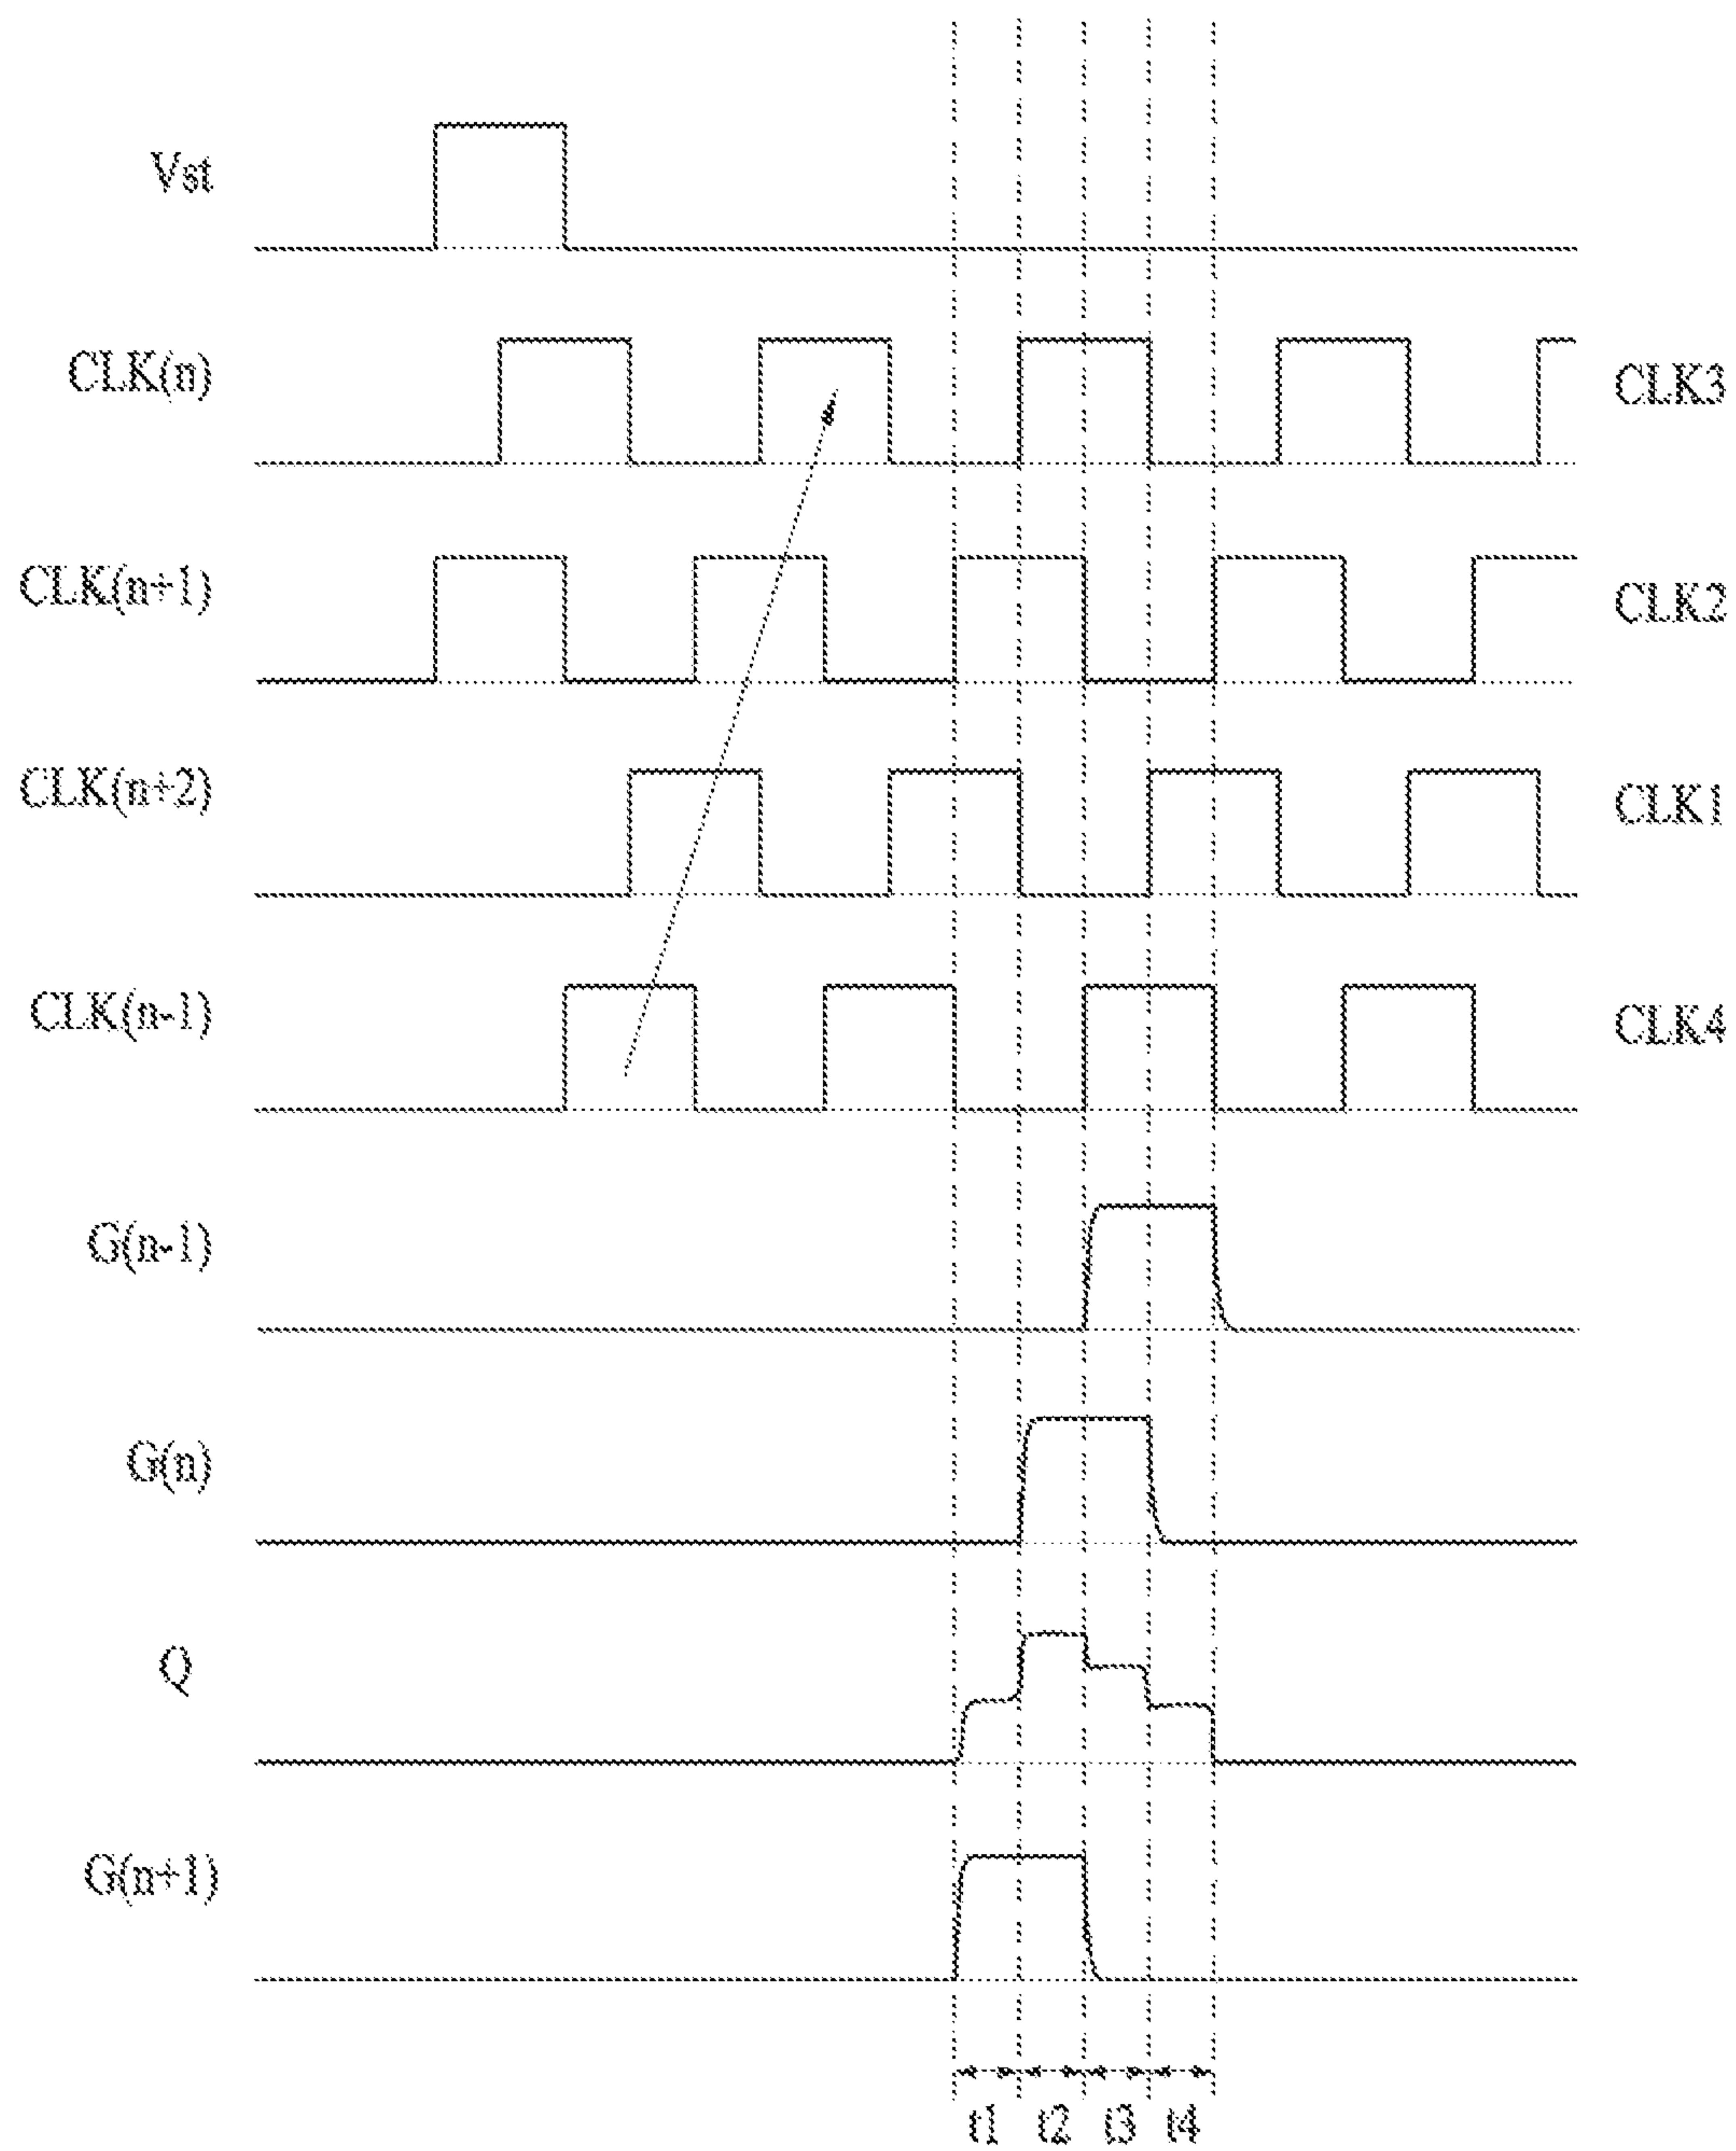 Vst
CLK(n) CLK3
CLK(n+1) CLK2
CLK(n+2) CLK1
CLK(n-1) CLK4
G(n-1)
G(n)
Q
G(n+1)
t1 t2 t3 t4